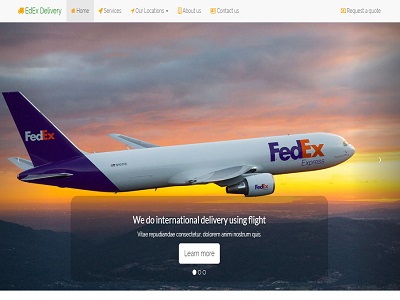 EdEx Delivery
Home
Services
Our Locations
About us
Contact us
Request a quote
FedEx
FedEx
Express
FedEx
We do international delivery using flight
Vitae repudiandae consectetur, dolorem animi nostrum quis.
Learn more